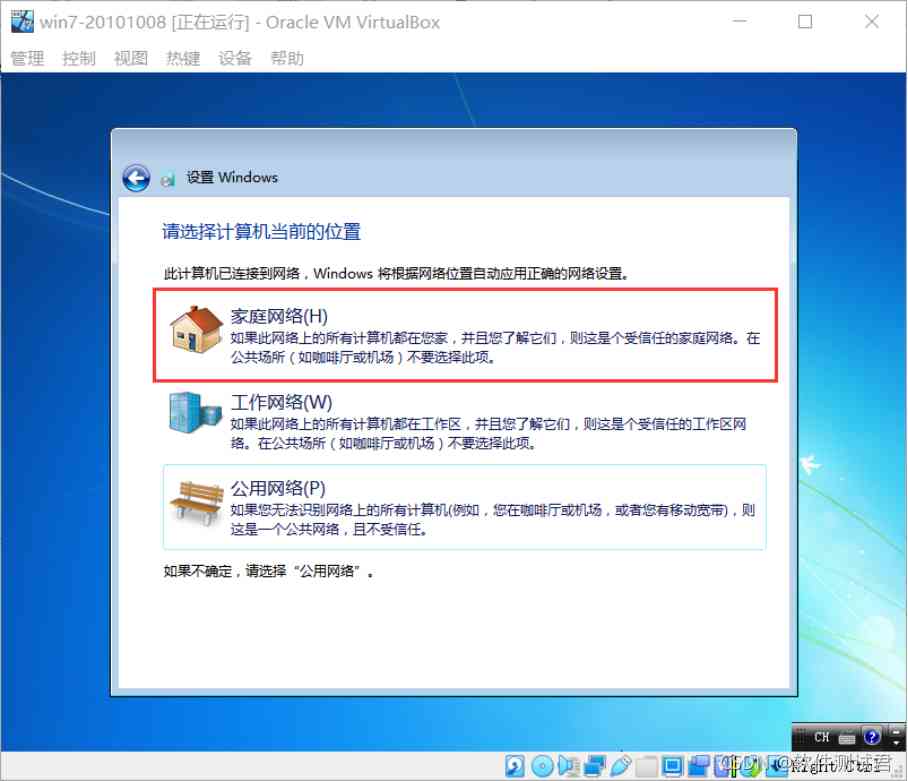 win7-20101008 [正在运行] - Oracle VM VirtualBox
管理 控制 视图 热键 设备 帮助
设置 Windows
请选择计算机当前的位置
此计算机已连接到网络，Windows 将根据网络位置自动应用正确的网络设置。
家庭网络(H)
如果此网络上的所有计算机都在您家，并且您了解它们，则这是个受信任的家庭网络。在
公共场所（如咖啡厅或机场）不要选择此项。
工作网络(W)
如果此网络上的所有计算机都在工作区，并且您了解它们，则这是个受信任的工作区网
络。在公共场所（如咖啡厅或机场）不要选择此项。
公用网络(P)
如果您无法识别网络上的所有计算机(例如，您在咖啡厅或机场，或者您有移动宽带)，则
这是一个公共网络，且不受信任。
如果不确定，请选择“公用网络”。
CH
Right Ctrl
CSDN @软件测试君